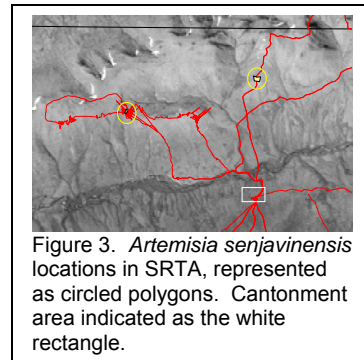 Figure 3.  Artemisia senjavinensis
locations in SRTA, represented
as circled polygons.  Cantonment
area indicated as the white
rectangle.